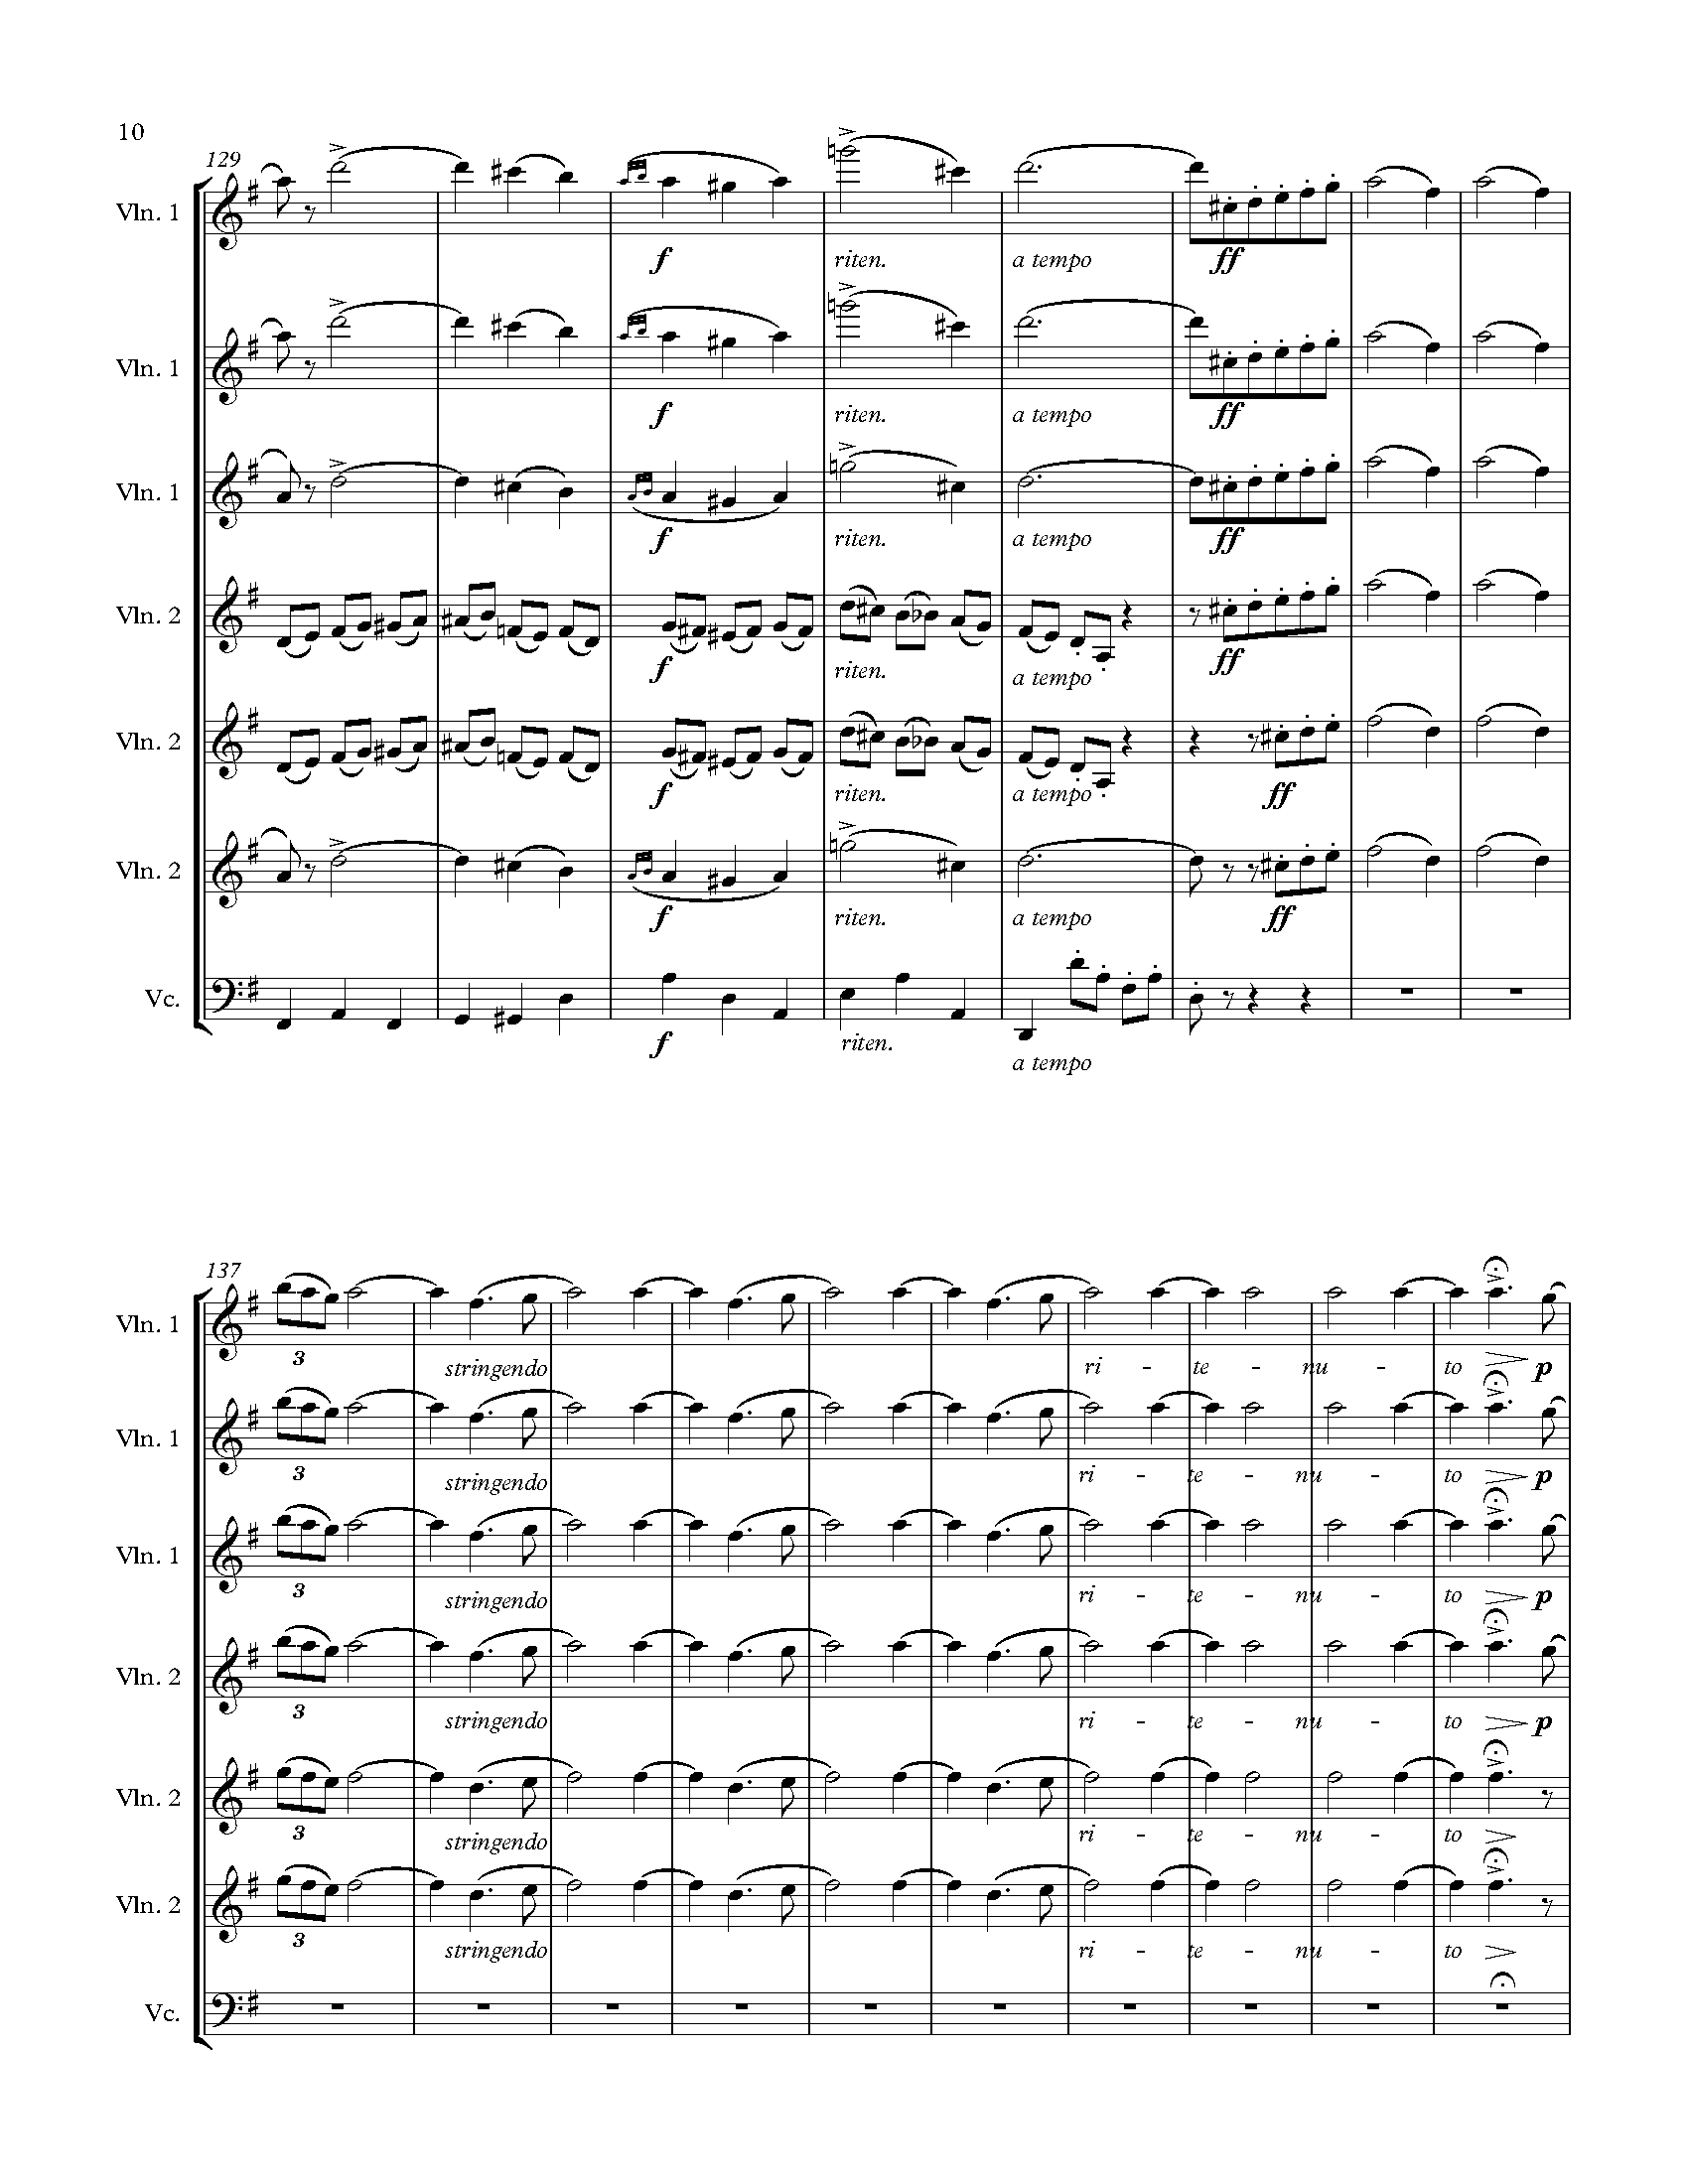 10
129
Vln. 1
f riten. a tempo ff
Vln. 1
f riten. a tempo ff
Vln. 1
f riten. a tempo ff
Vln. 2
f riten. a tempo ff
Vln. 2
f riten. a tempo ff
Vln. 2
f riten. a tempo ff
Vc.
f riten. a tempo
137
Vln. 1
3 stringendo ri - te - nu - to p
Vln. 1
3 stringendo ri - te - nu - to p
Vln. 1
3 stringendo ri - te - nu - to p
Vln. 2
3 stringendo ri - te - nu - to p
Vln. 2
3 stringendo ri - te - nu - to
Vln. 2
3 stringendo ri - te - nu - to
Vc.